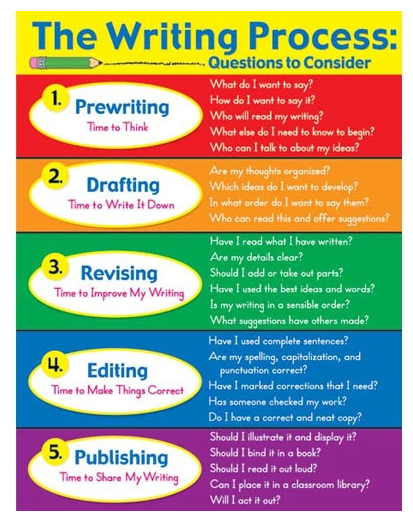 The Writing Process:
Questions to Consider
1.
Prewriting
Time to Think
What do I want to say?
How do I want to say it?
Who will read my writing?
What else do I need to know to begin?
Who can I talk to about my ideas?
2.
Drafting
Time to Write It Down
Are my thoughts organized?
Which ideas do I want to develop?
In what order do I want to say them?
Who can read this and offer suggestions?
3.
Revising
Time to Improve My Writing
Have I read what I have written?
Are my details clear?
Should I add or take out parts?
Have I used the best ideas and words?
Is my writing in a sensible order?
What suggestions have others made?
4.
Editing
Time to Make Things Correct
Have I used complete sentences?
Are my spelling, capitalization, and
punctuation correct?
Have I marked corrections that I need?
Has someone checked my work?
Do I have a correct and neat copy?
5.
Publishing
Time to Share My Writing
Should I illustrate it and display it?
Should I bind it in a book?
Should I read it out loud?
Can I place it in a classroom library?
Will I act it out?